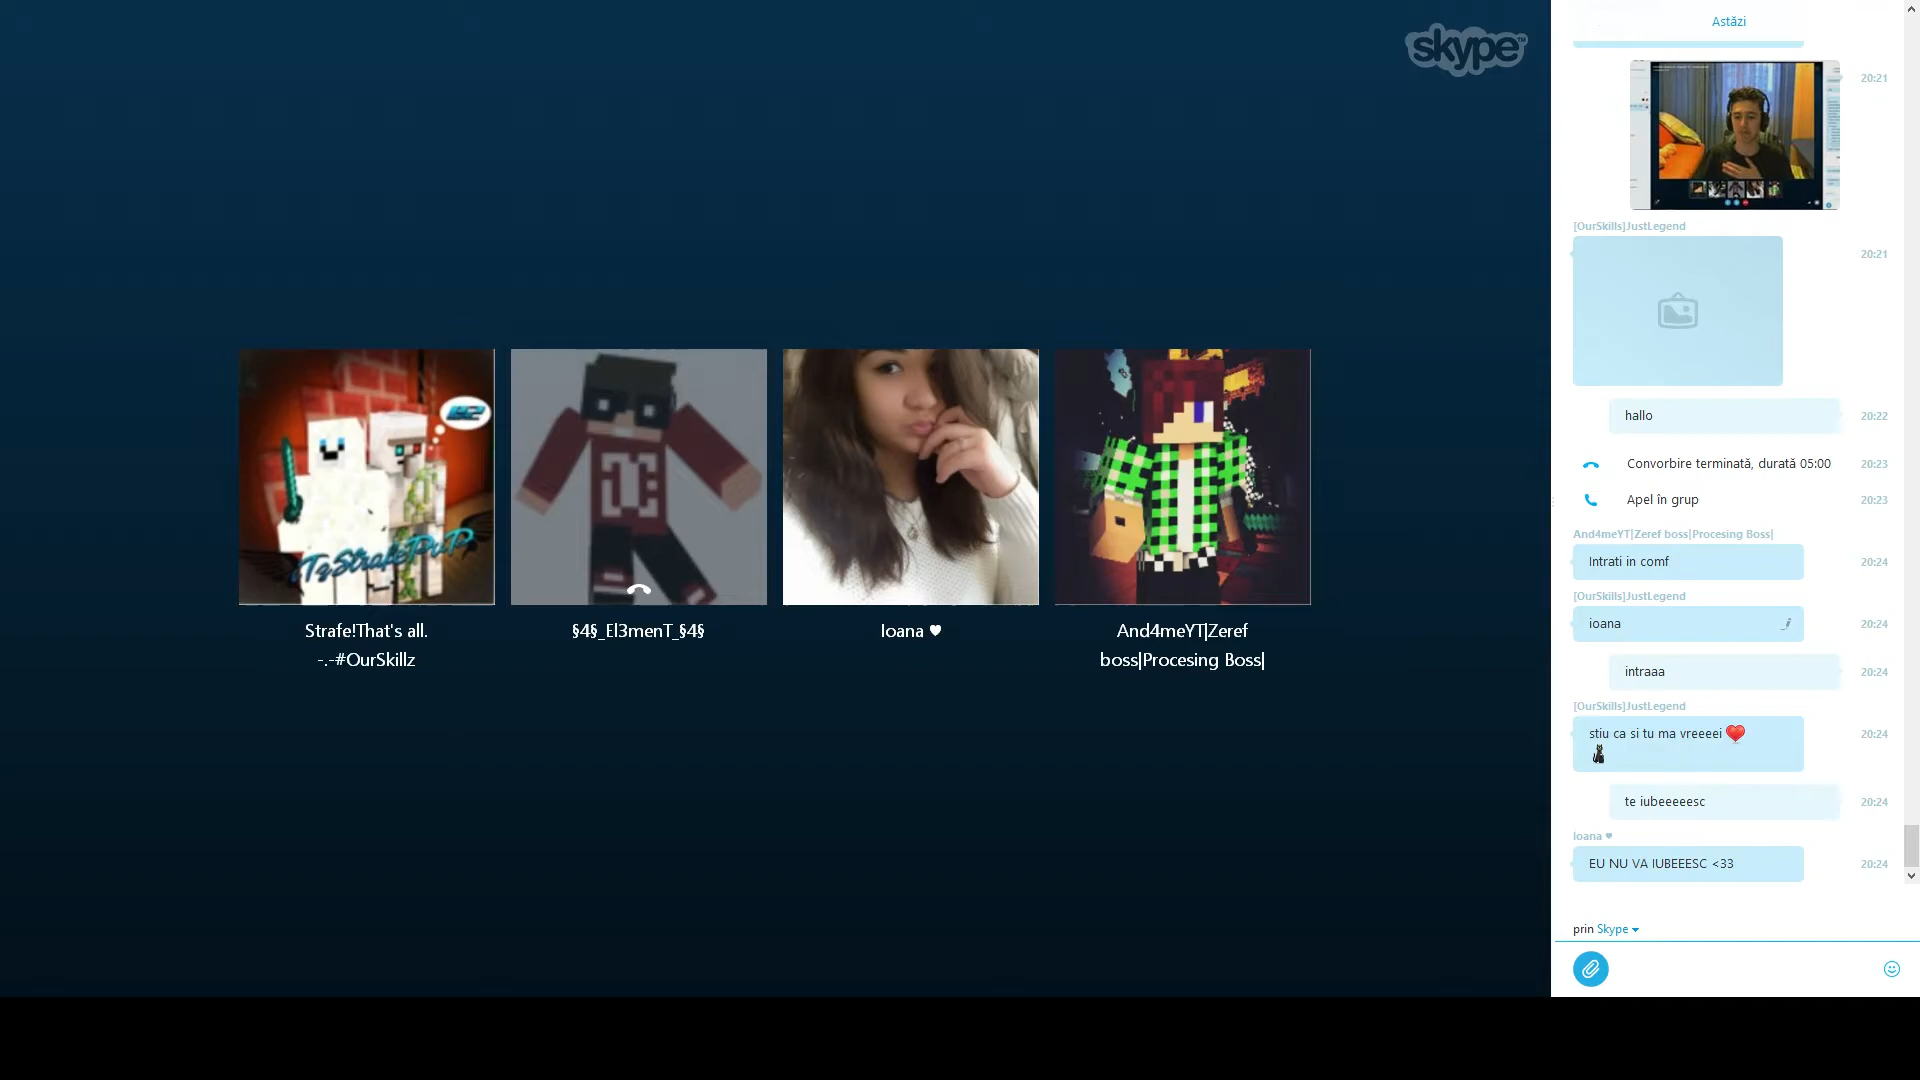 skype™
Strafe!That's all.
-.-#OurSkillz
§4§_El3menT_§4§
Ioana ♥
And4meYT|Zeref
boss|Procesing Boss|
iTzStrafePvP
Astăzi
20:21
[OurSkills]JustLegend
20:21
hallo 20:22
Convorbire terminată, durată 05:00 20:23
Apel în grup 20:23
And4meYT|Zeref boss|Procesing Boss|
Intrati in comf 20:24
[OurSkills]JustLegend
ioana 20:24
intraaa 20:24
[OurSkills]JustLegend
stiu ca si tu ma vreeeei ❤ 20:24
te iubeeeeesc 20:24
Ioana ♥
EU NU VA IUBEEESC <33 20:24
prin Skype